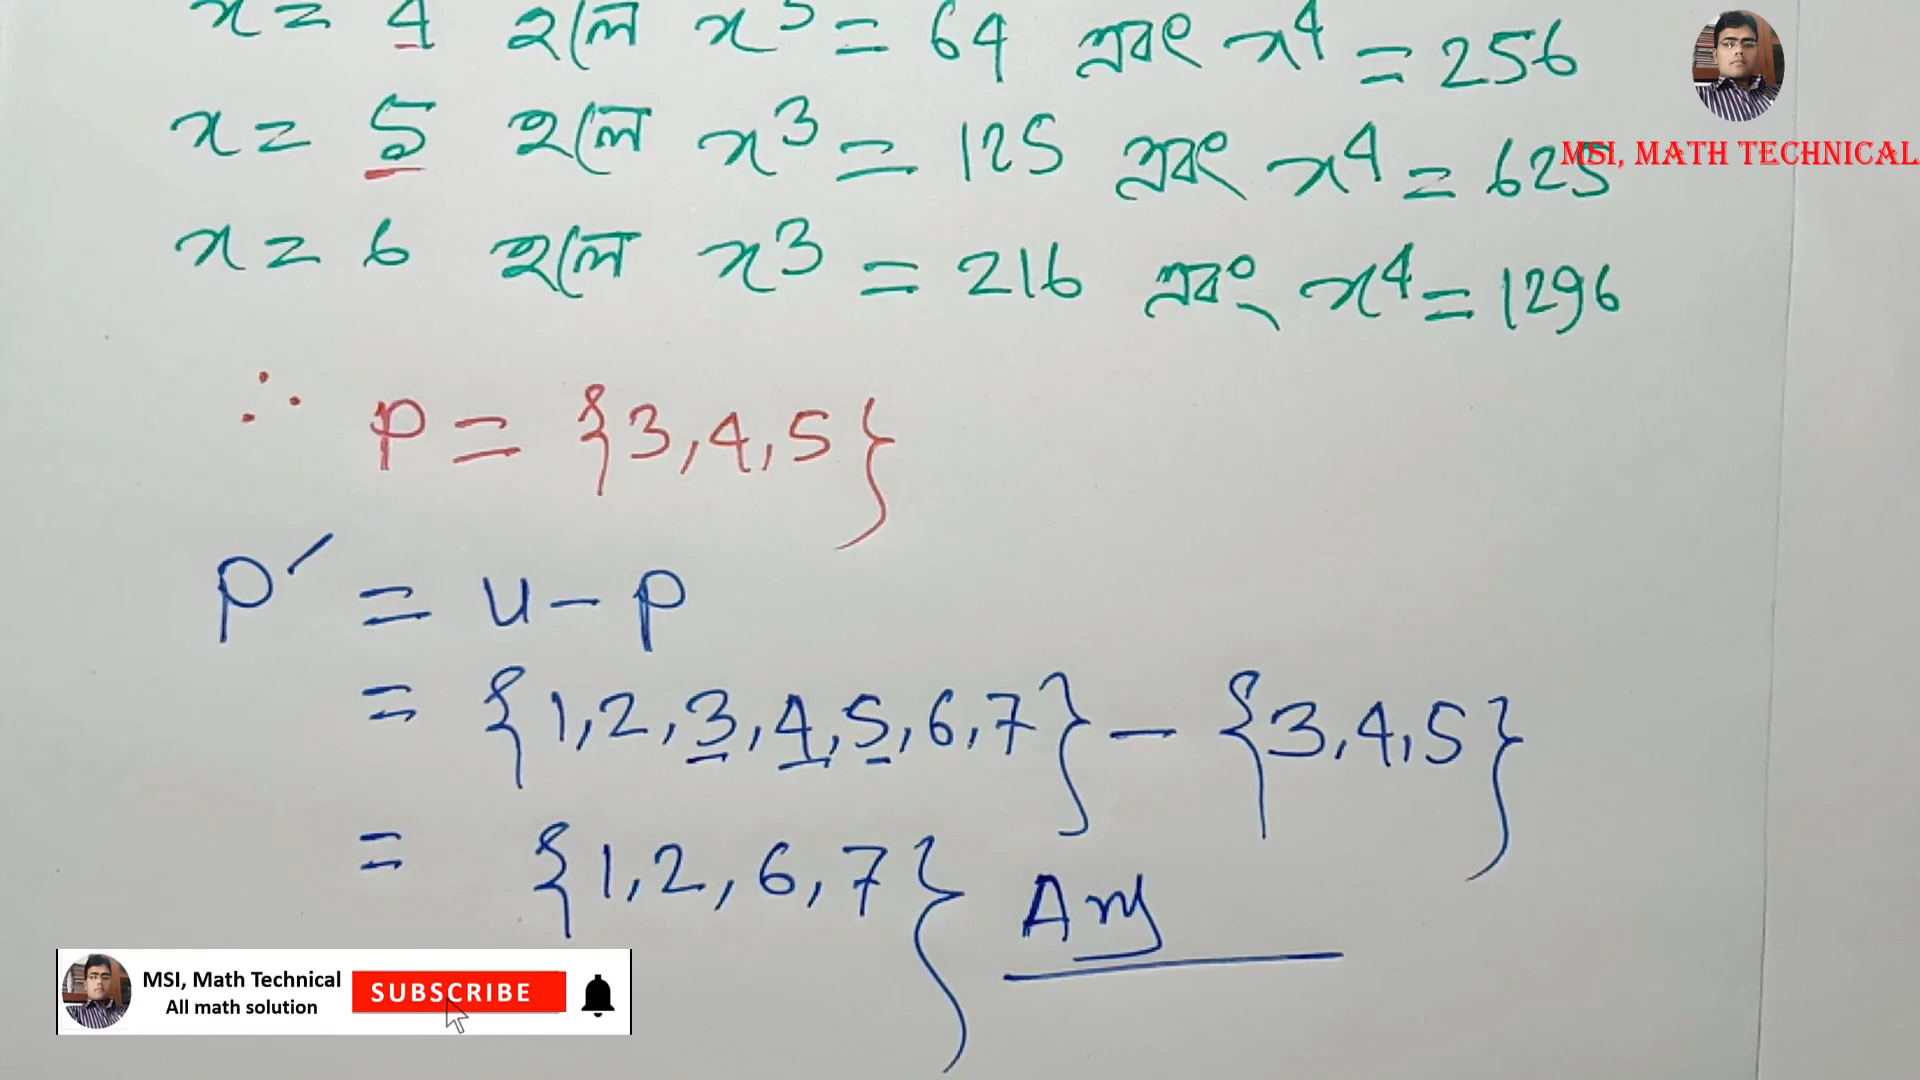 x = 4 হলে x³ = 64 এবং x⁴ = 256
x = 5 হলে x³ = 125 এবং x⁴ = 625
x = 6 হলে x³ = 216 এবং x⁴ = 1296
∴ P = {3,4,5}
P′ = U - P
= {1,2,3,4,5,6,7} - {3,4,5}
= {1,2,6,7} Ans
MSI, MATH TECHNICAL
MSI, Math Technical
All math solution
SUBSCRIBE